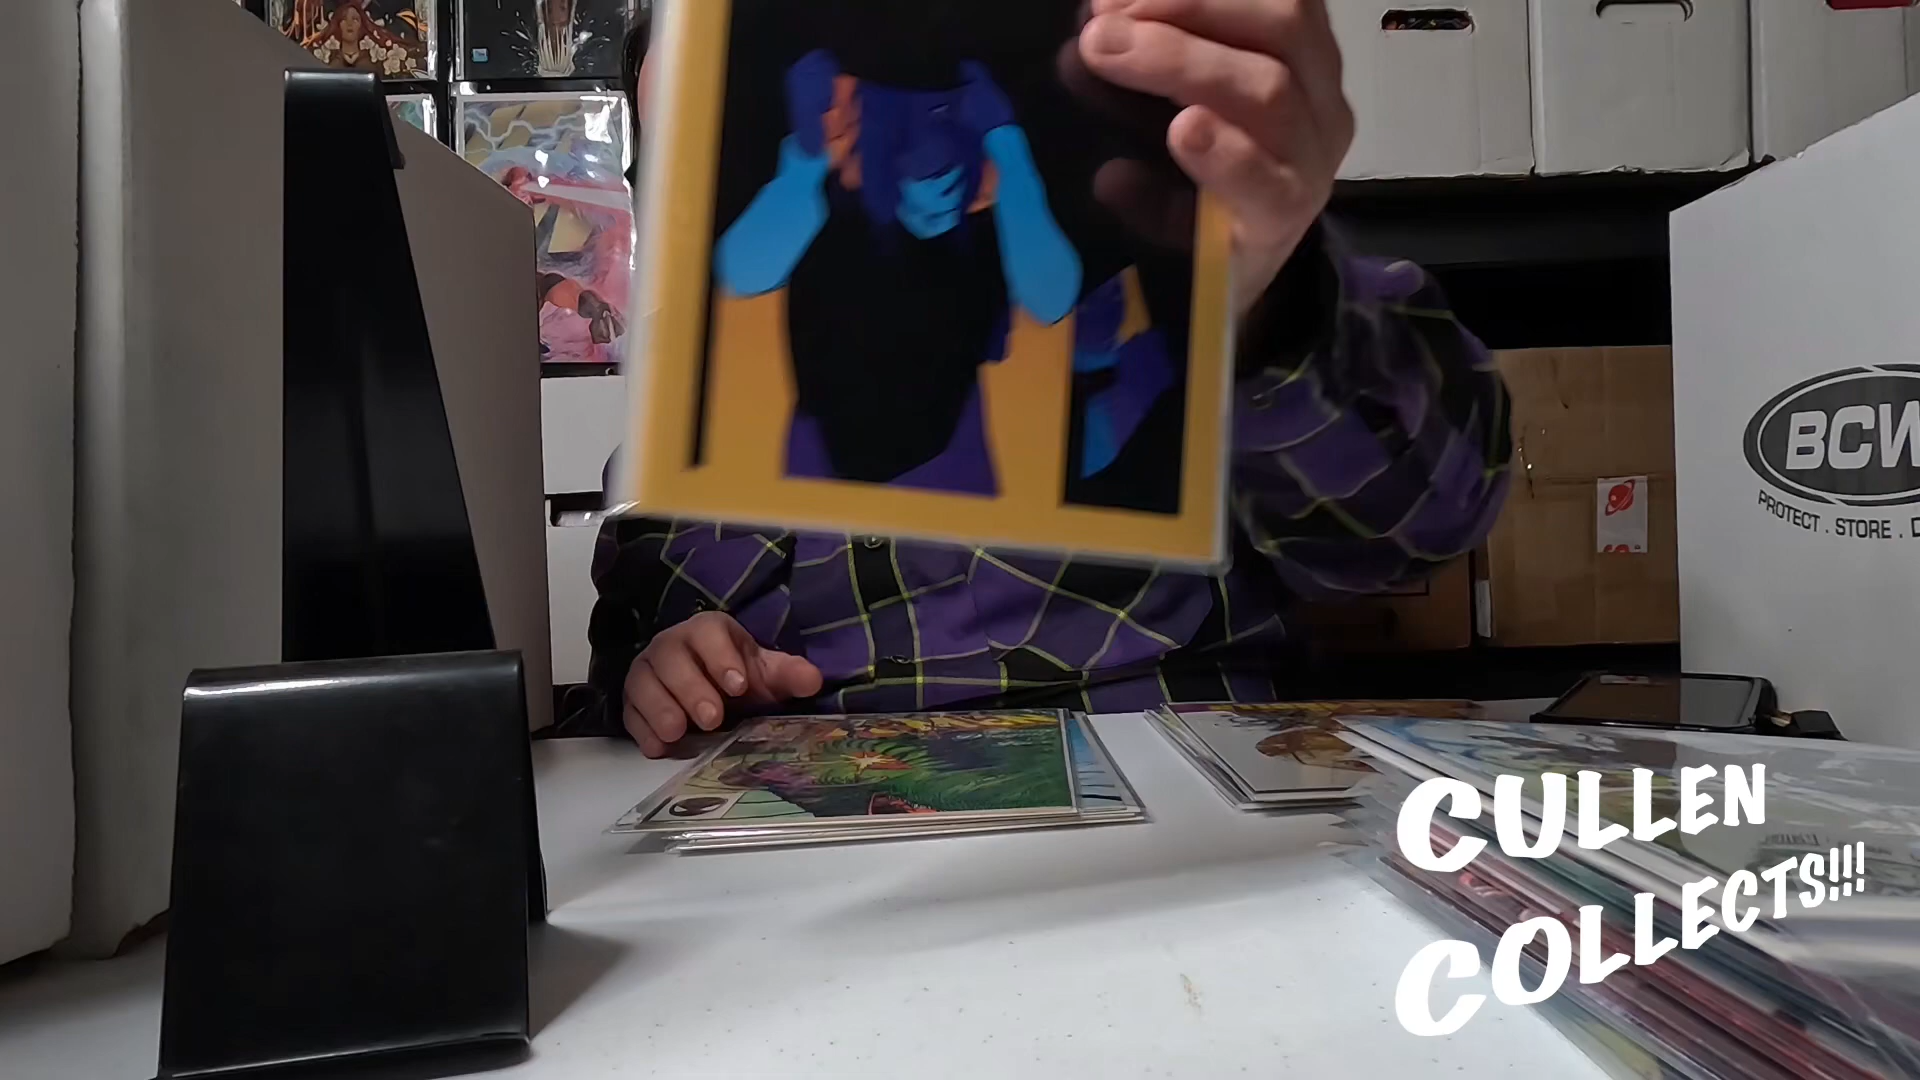 BCW
PROTECT . STORE .
CULLEN
COLLECTS!!!